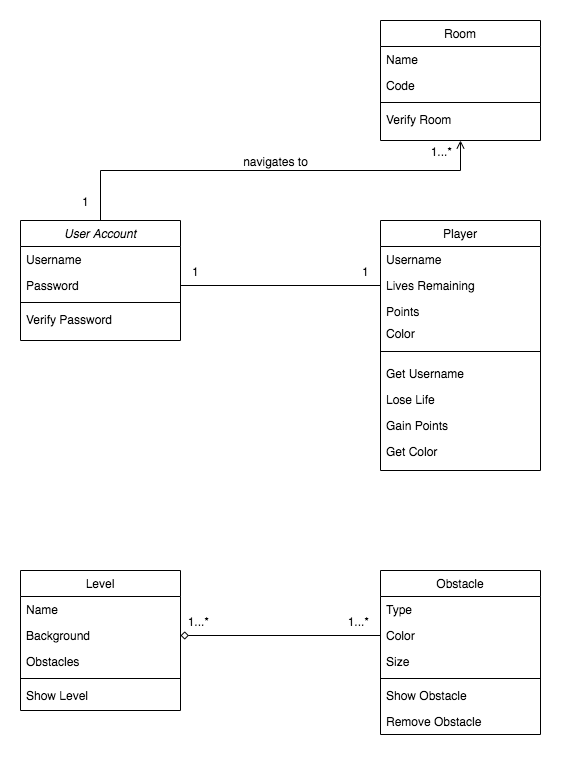 Room
Name
Code
Verify Room
1...*
navigates to
1
User Account
Username
Password
Verify Password
1
1
Player
Username
Lives Remaining
Points
Color
Get Username
Lose Life
Gain Points
Get Color
Level
Name
Background
Obstacles
Show Level
1...*
1...*
Obstacle
Type
Color
Size
Show Obstacle
Remove Obstacle